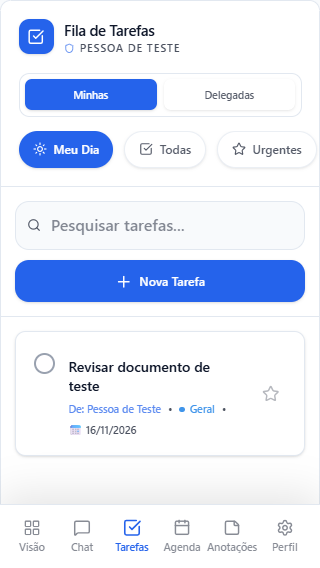 Fila de Tarefas
PESSOA DE TESTE
Minhas
Delegadas
Meu Dia
Todas
Urgentes
Pesquisar tarefas...
Nova Tarefa
Revisar documento de
teste
De: Pessoa de Teste • Geral •
16/11/2026
Visão
Chat
Tarefas
Agenda
Anotações
Perfil